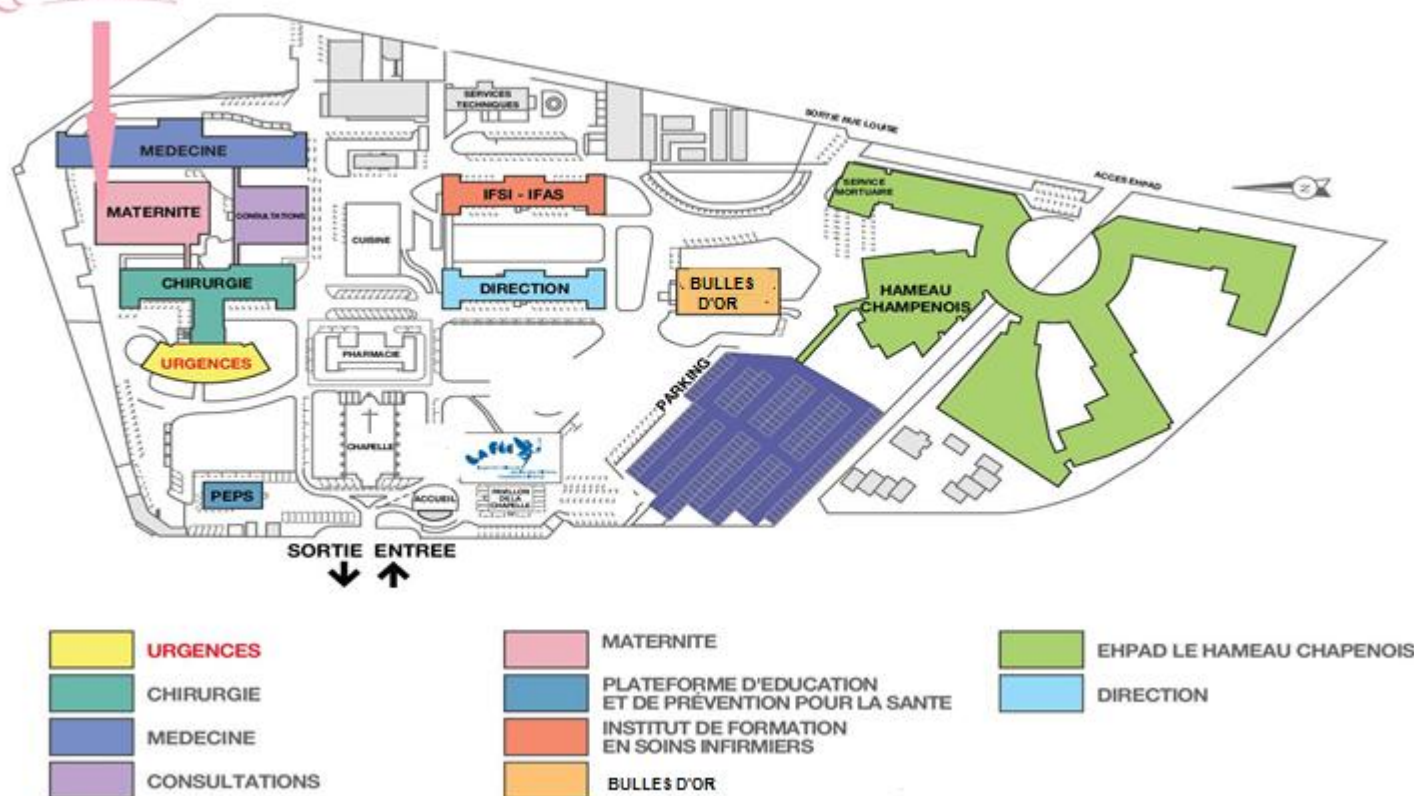 SERVICES
TECHNIQUES
SORTIE RUE LOUISE
MEDECINE
ACCES EHPAD
SERVICE
MORTUAIRE
N
IFSI - IFAS
MATERNITE
CONSULTATIONS
CUISINE
CHIRURGIE
DIRECTION
BULLES
D'OR
HAMEAU
CHAMPENOIS
PHARMACIE
URGENCES
PARKING
CHAPELLE
La Fée
PEPS
ACCUEIL
PAVILLON
DE LA
CHAPELLE
SORTIE ENTREE
URGENCES
CHIRURGIE
MEDECINE
CONSULTATIONS
MATERNITE
PLATEFORME D'EDUCATION
ET DE PRÉVENTION POUR LA SANTE
INSTITUT DE FORMATION
EN SOINS INFIRMIERS
BULLES D'OR
EHPAD LE HAMEAU CHAPENOIS
DIRECTION